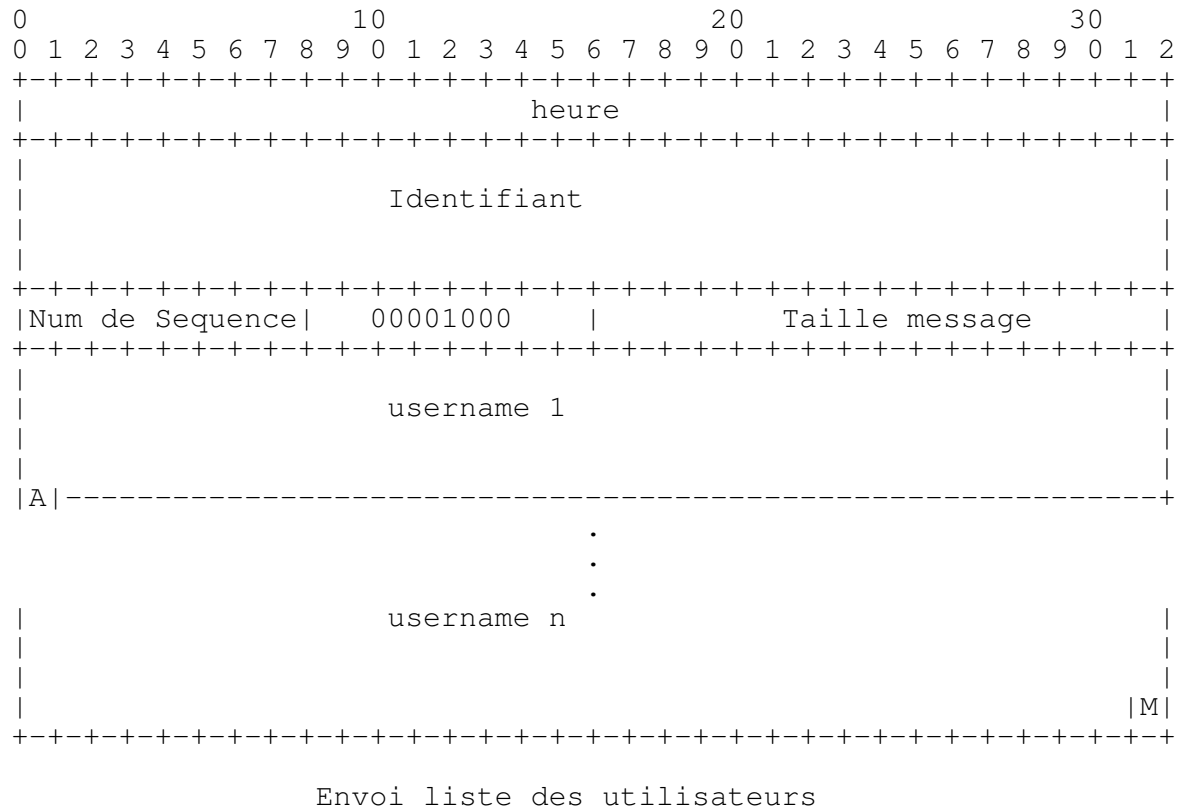 0 10 20 30
0 1 2 3 4 5 6 7 8 9 0 1 2 3 4 5 6 7 8 9 0 1 2 3 4 5 6 7 8 9 0 1 2
+-+-+-+-+-+-+-+-+-+-+-+-+-+-+-+-+-+-+-+-+-+-+-+-+-+-+-+-+-+-+-+-+
| heure |
+-+-+-+-+-+-+-+-+-+-+-+-+-+-+-+-+-+-+-+-+-+-+-+-+-+-+-+-+-+-+-+-+
| |
| Identifiant |
| |
| |
+-+-+-+-+-+-+-+-+-+-+-+-+-+-+-+-+-+-+-+-+-+-+-+-+-+-+-+-+-+-+-+-+
|Num de Sequence| 00001000 | Taille message |
+-+-+-+-+-+-+-+-+-+-+-+-+-+-+-+-+-+-+-+-+-+-+-+-+-+-+-+-+-+-+-+-+
| |
| username 1 |
| |
| |
|A|-------------------------------------------------------------+
.
.
.
| username n |
| |
| |
| |M|
+-+-+-+-+-+-+-+-+-+-+-+-+-+-+-+-+-+-+-+-+-+-+-+-+-+-+-+-+-+-+-+-+
Envoi liste des utilisateurs